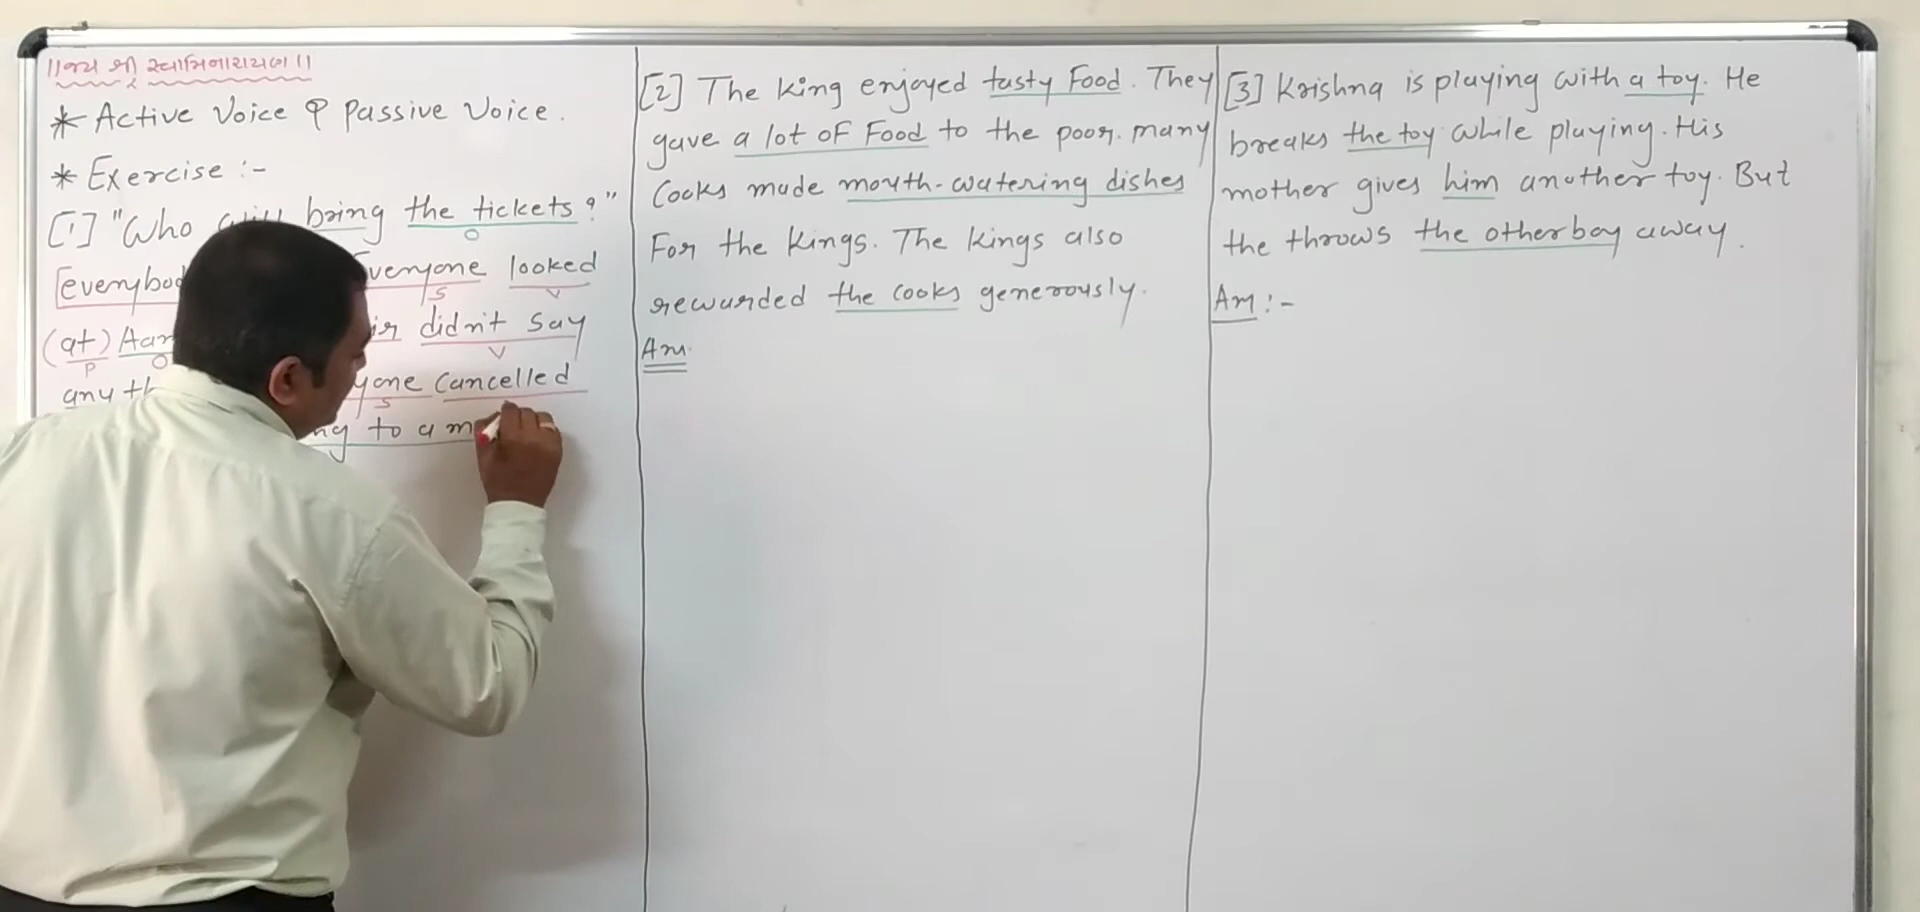 ॥જય શ્રી સ્વામિનારાયણ॥
* Active Voice & Passive Voice.
* Exercise :-
[1] "Who will bring the tickets?"
O
everybody Everyone looked
S V
(at) didn't say
P O V
any yone cancelled
S
ng to a m
[2] The King enjoyed tasty Food. They
gave a lot of Food to the poor. many
Cooks made mouth-watering dishes
For the Kings. The Kings also
rewarded the cooks generously.
Ans.
[3] Krishna is playing with a toy. He
breaks the toy while playing. His
mother gives him another toy. But
the throws the other boy away.
Ans :-